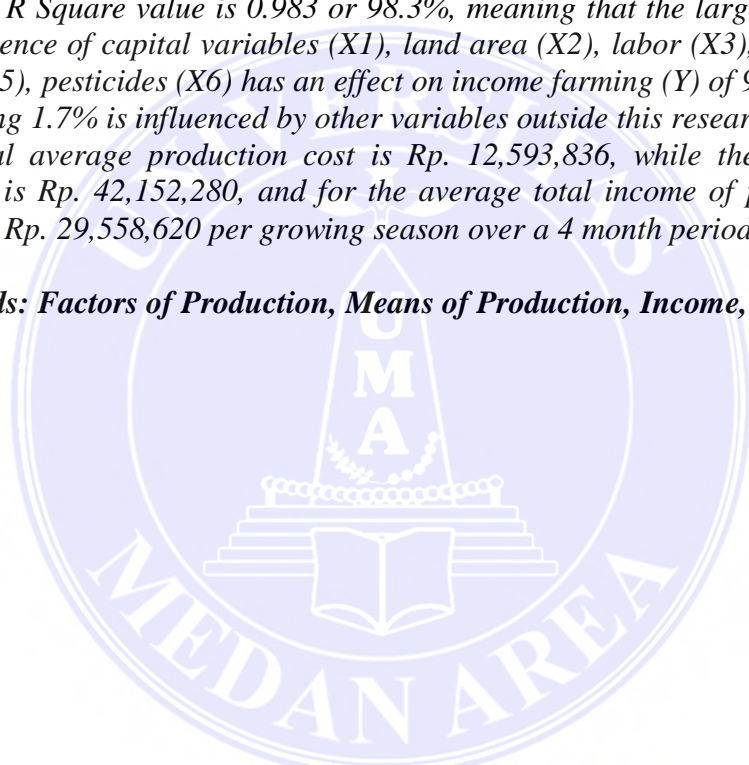 R Square value is 0.983 or 98.3%, meaning that the larg
ence of capital variables (X1), land area (X2), labor (X3),
5), pesticides (X6) has an effect on income farming (Y) of 9
ng 1.7% is influenced by other variables outside this resear
al average production cost is Rp. 12,593,836, while the
is Rp. 42,152,280, and for the average total income of p
Rp. 29,558,620 per growing season over a 4 month period
ds: Factors of Production, Means of Production, Income,
UNIVERSITAS
UMA
MEDAN AREA